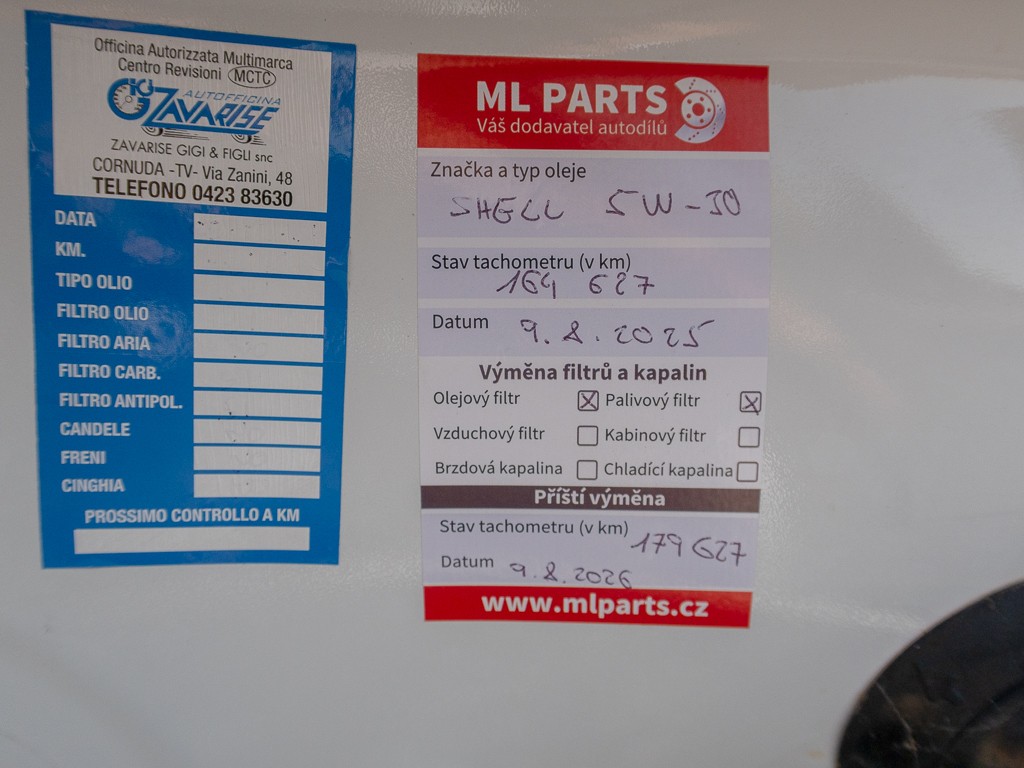 Officina Autorizzata Multimarca
Centro Revisioni MCTC
AUTOFFICINA
ZAVARISE
ZAVARISE GIGI & FIGLI snc
CORNUDA -TV- Via Zanini, 48
TELEFONO 0423 83630
DATA
KM.
TIPO OLIO
FILTRO OLIO
FILTRO ARIA
FILTRO CARB.
FILTRO ANTIPOL.
CANDELE
FRENI
CINGHIA
PROSSIMO CONTROLLO A KM
ML PARTS
Váš dodavatel autodílů
Značka a typ oleje
SHELL 5W-30
Stav tachometru (v km)
164 627
Datum 9.8.2025
Výměna filtrů a kapalin
Olejový filtr Palivový filtr
Vzduchový filtr Kabinový filtr
Brzdová kapalina Chladící kapalina
Příští výměna
Stav tachometru (v km) 179 627
Datum 9.8.2026
www.mlparts.cz